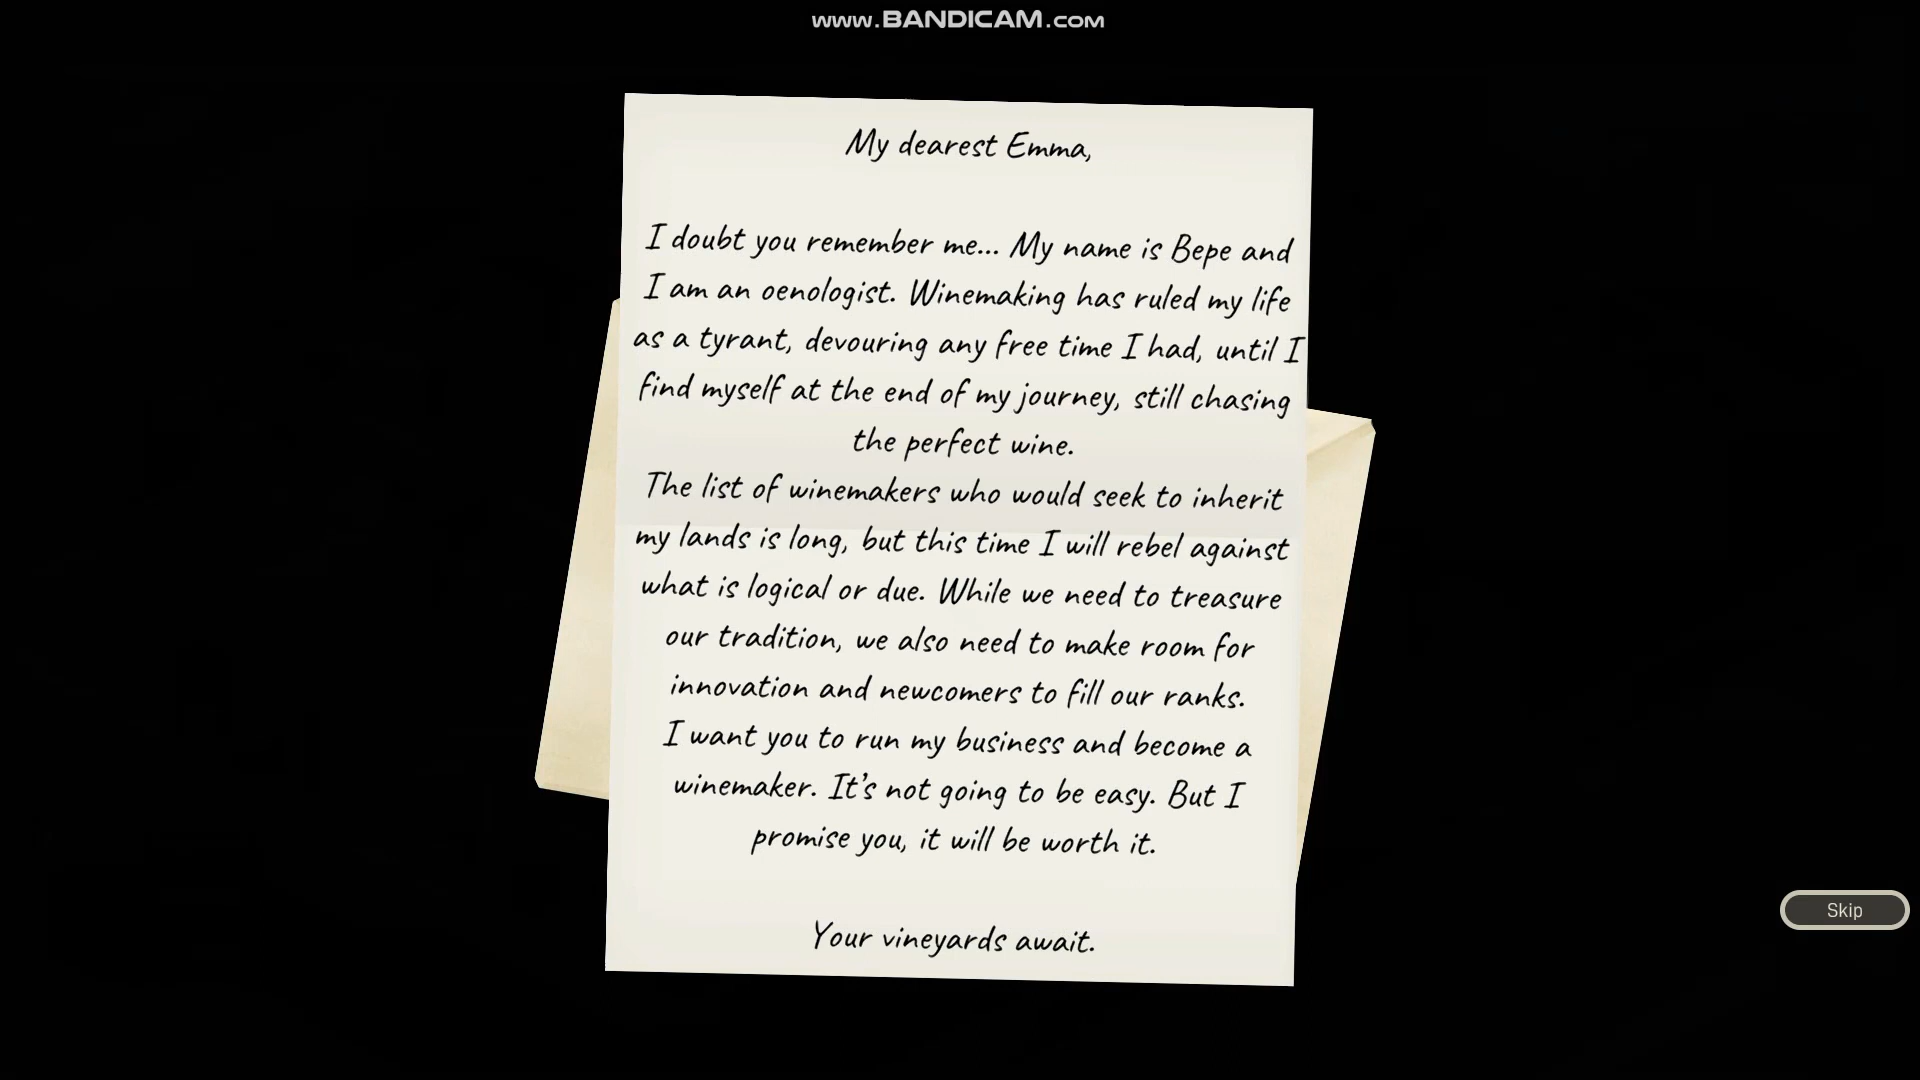 www.BANDICAM.com
My dearest Emma,
I doubt you remember me... My name is Bepe and
I am an oenologist. Winemaking has ruled my life
as a tyrant, devouring any free time I had, until I
find myself at the end of my journey, still chasing
the perfect wine.
The list of winemakers who would seek to inherit
my lands is long, but this time I will rebel against
what is logical or due. While we need to treasure
our tradition, we also need to make room for
innovation and newcomers to fill our ranks.
I want you to run my business and become a
winemaker. It's not going to be easy. But I
promise you, it will be worth it.
Your vineyards await.
Skip